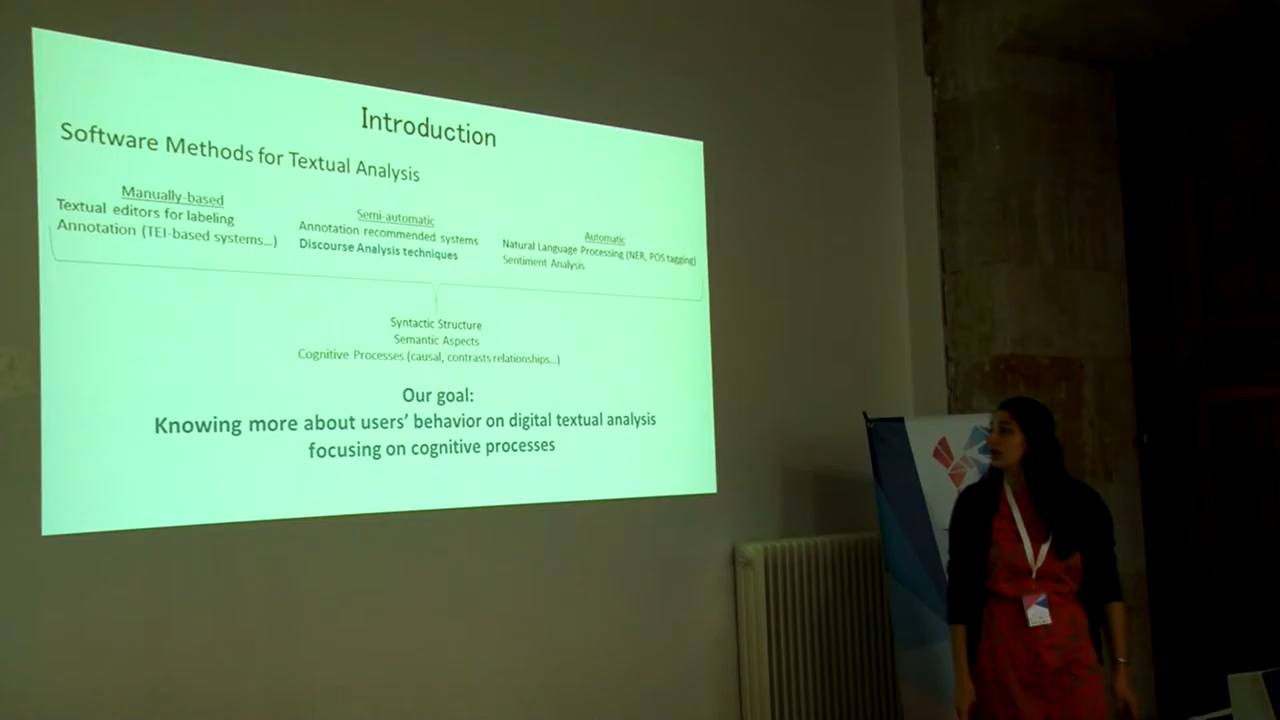 Introduction
Software Methods for Textual Analysis
Manually-based
Textual editors for labeling
Annotation (TEI-based systems...)
Semi-automatic
Annotation recommended systems
Discourse Analysis techniques
Automatic
Natural Language Processing (NER, POS tagging)
Sentiment Analysis
Syntactic Structure
Semantic Aspects
Cognitive Processes (causal, contrasts relationships...)
Our goal:
Knowing more about users' behavior on digital textual analysis
focusing on cognitive processes